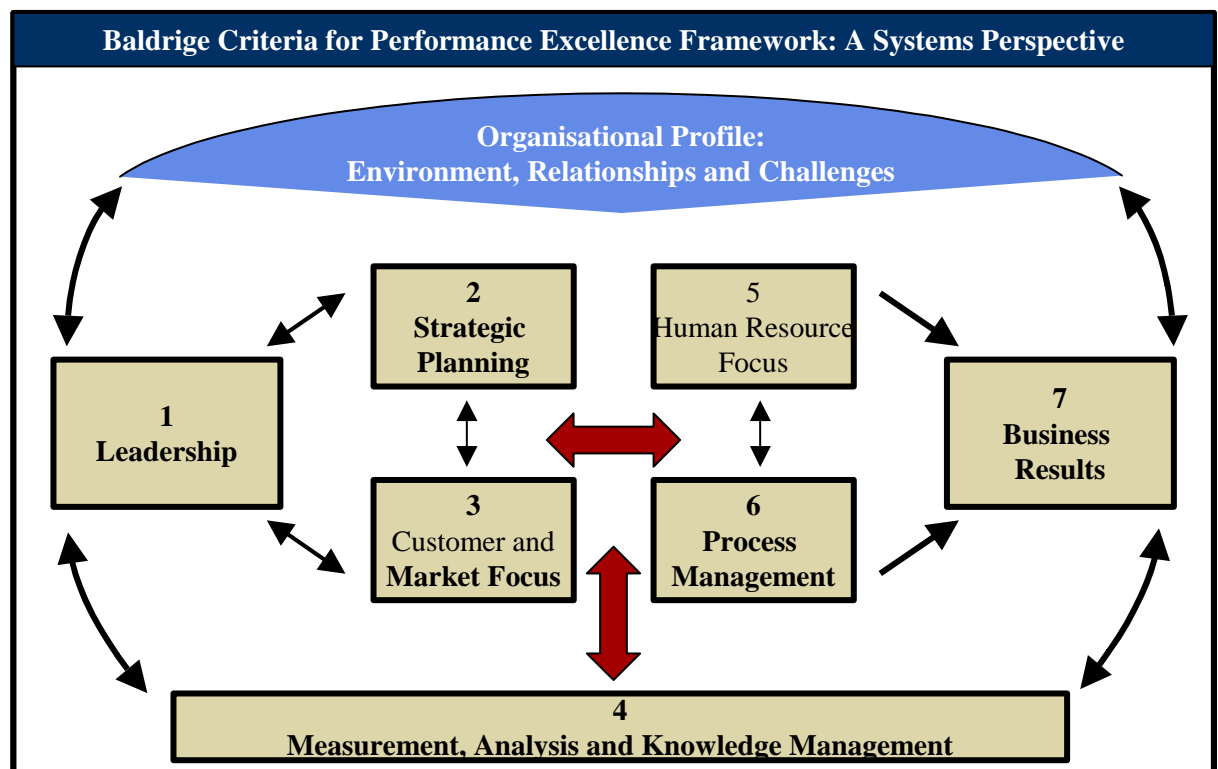 Baldrige Criteria for Performance Excellence Framework: A Systems Perspective
Organisational Profile:
Environment, Relationships and Challenges
2
Strategic
Planning
5
Human Resource
Focus
1
Leadership
7
Business
Results
3
Customer and
Market Focus
6
Process
Management
4
Measurement, Analysis and Knowledge Management